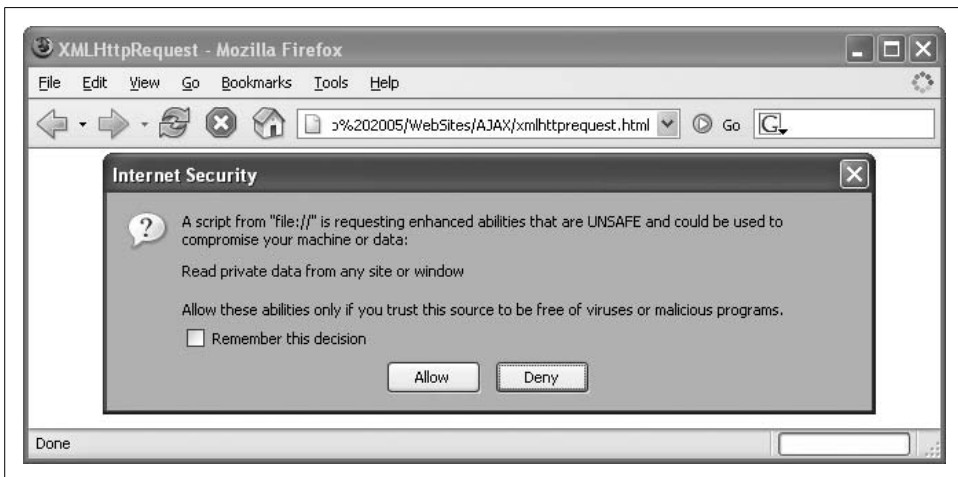 XMLHttpRequest - Mozilla Firefox
File Edit View Go Bookmarks Tools Help
o%202005/WebSites/AJAX/xmlhttprequest.html Go G
Internet Security
A script from "file://" is requesting enhanced abilities that are UNSAFE and could be used to
compromise your machine or data:
Read private data from any site or window
Allow these abilities only if you trust this source to be free of viruses or malicious programs.
Remember this decision
Allow Deny
Done